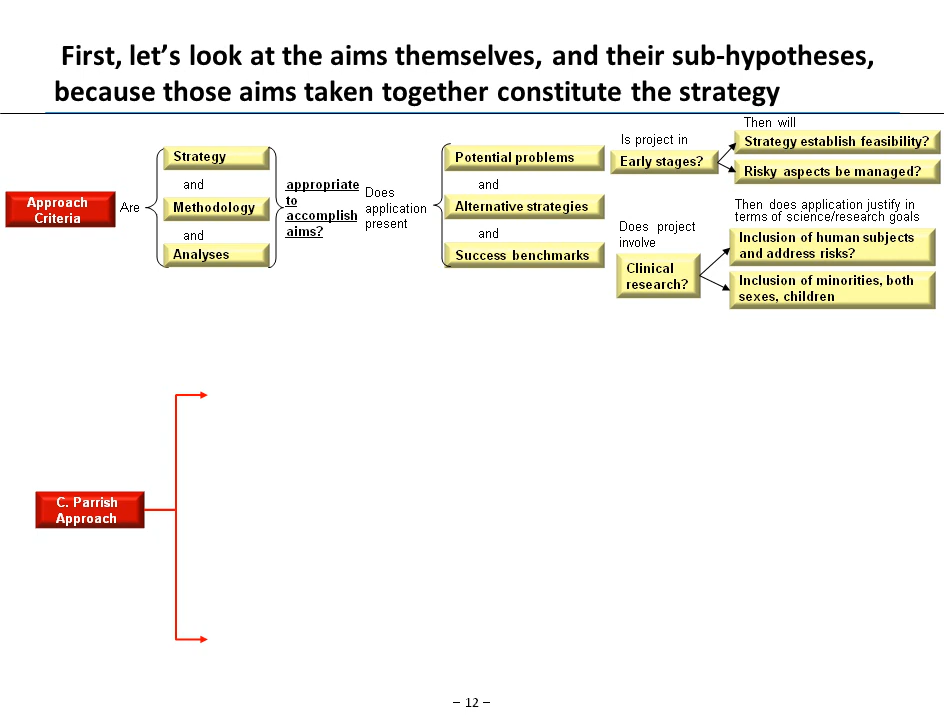 First, let’s look at the aims themselves, and their sub-hypotheses,
because those aims taken together constitute the strategy
Approach
Criteria
Are
Strategy
and
Methodology
and
Analyses
appropriate
to
accomplish
aims?
Does
application
present
Potential problems
and
Alternative strategies
and
Success benchmarks
Is project in
Early stages?
Then will
Strategy establish feasibility?
Risky aspects be managed?
Does project
involve
Clinical
research?
Then does application justify in
terms of science/research goals
Inclusion of human subjects
and address risks?
Inclusion of minorities, both
sexes, children
C. Parrish
Approach
– 12 –